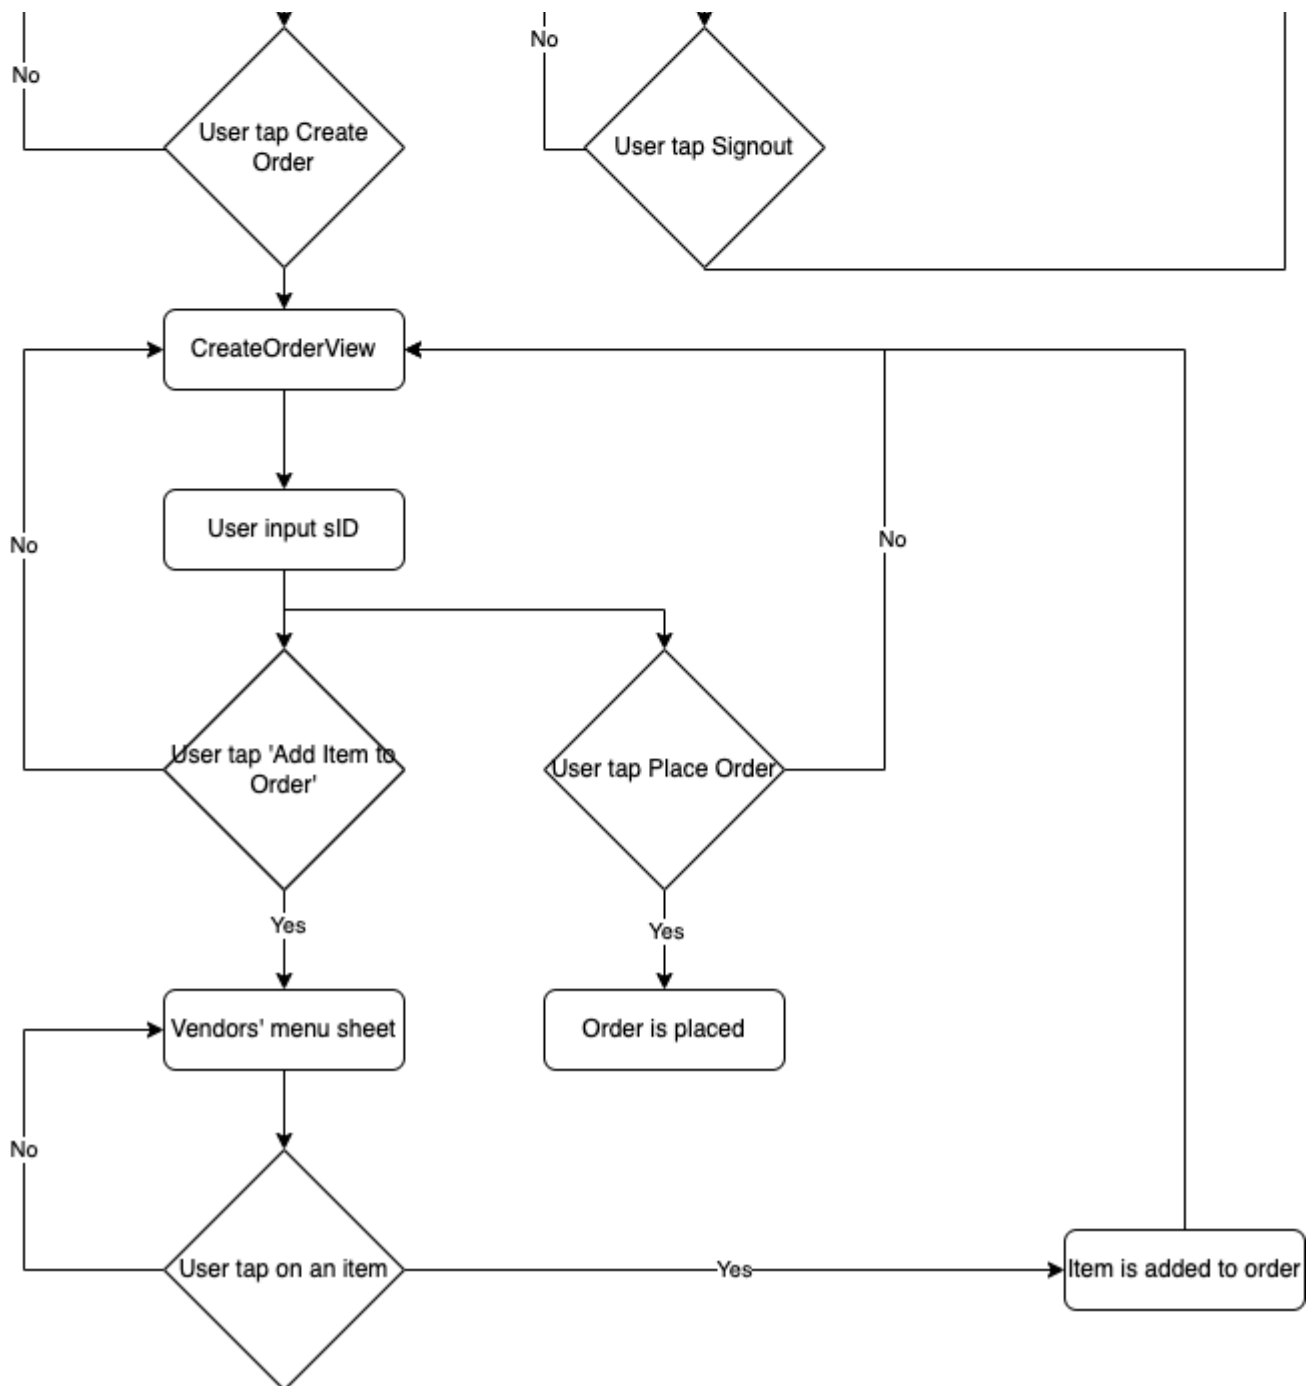 No
No
User tap Create
Order
User tap Signout
CreateOrderView
User input sID
No
No
User tap 'Add Item to
Order'
User tap Place Order
Yes
Yes
Vendors' menu sheet
Order is placed
No
User tap on an item
Yes
Item is added to order